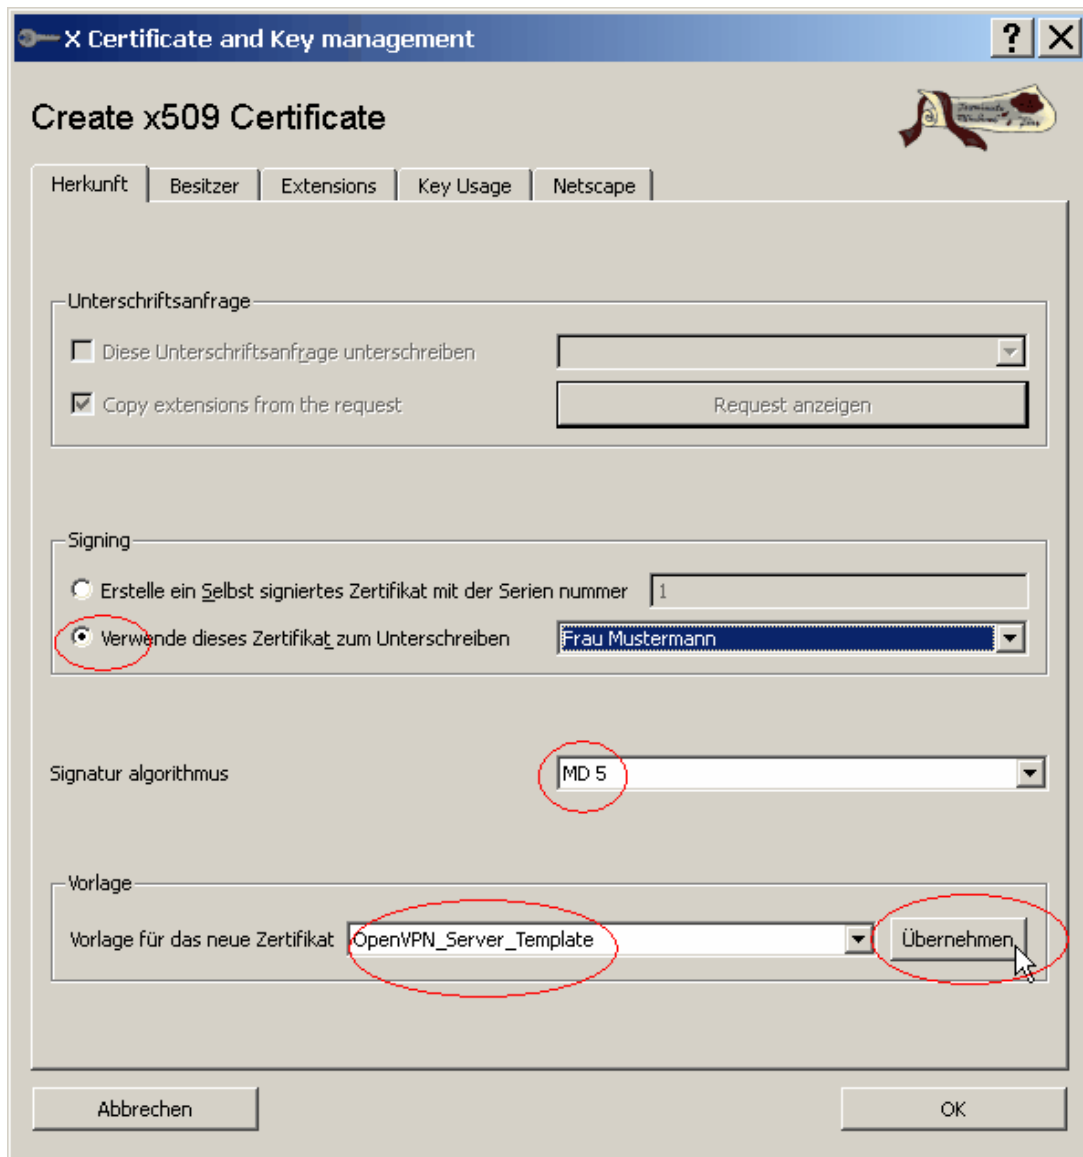 X Certificate and Key management
Create x509 Certificate
Herkunft Besitzer Extensions Key Usage Netscape
Unterschriftsanfrage
Diese Unterschriftsanfrage unterschreiben
Copy extensions from the request Request anzeigen
Signing
Erstelle ein Selbst signiertes Zertifikat mit der Serien nummer 1
Verwende dieses Zertifikat zum Unterschreiben Frau Mustermann
Signatur algorithmus MD 5
Vorlage
Vorlage für das neue Zertifikat OpenVPN_Server_Template Übernehmen
Abbrechen OK